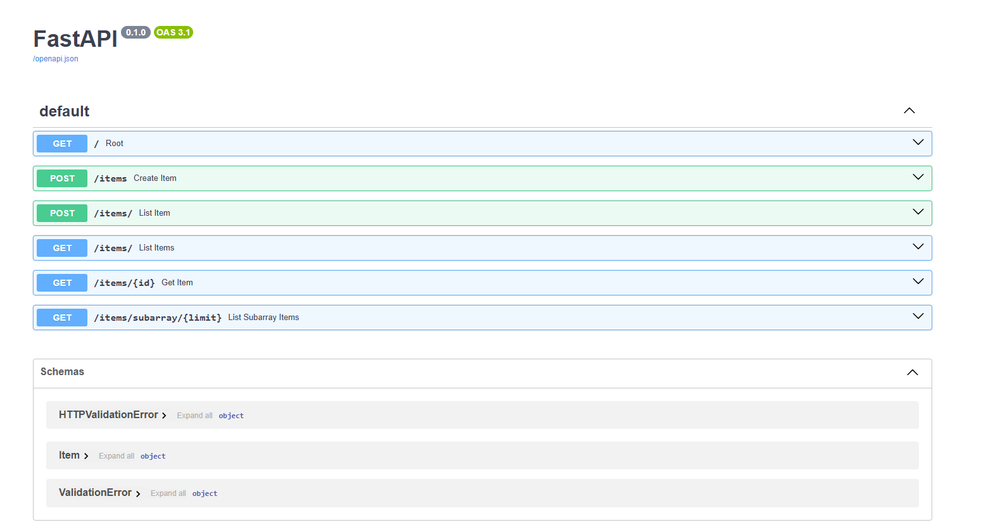 FastAPI 0.1.0 OAS 3.1
/openapi.json
default
GET / Root
POST /items Create Item
POST /items/ List Item
GET /items/ List Items
GET /items/{id} Get Item
GET /items/subarray/{limit} List Subarray Items
Schemas
HTTPValidationError Expand all object
Item Expand all object
ValidationError Expand all object